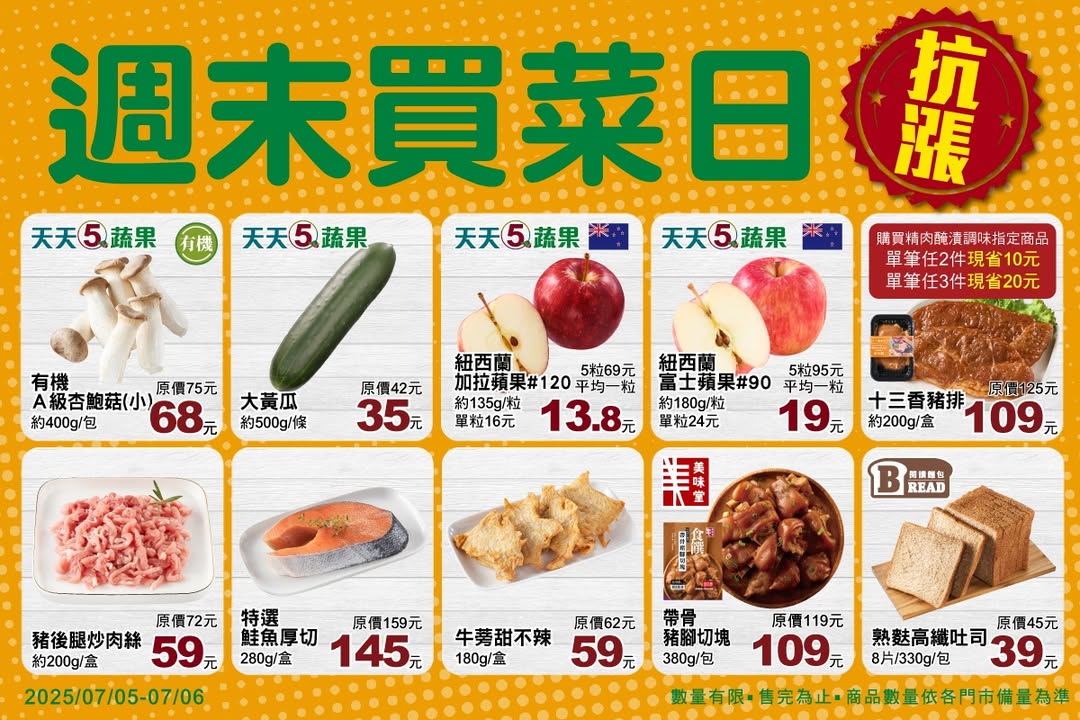 週末買菜日
抗漲
天天5蔬果
有機
有機
A級杏鮑菇(小)
約400g/包
原價75元
68元
天天5蔬果
大黃瓜
約500g/條
原價42元
35元
天天5蔬果
紐西蘭
加拉蘋果#120
約135g/粒
單粒16元
5粒69元
平均一粒
13.8元
天天5蔬果
紐西蘭
富士蘋果#90
約180g/粒
單粒24元
5粒95元
平均一粒
19元
購買精肉醃漬調味指定商品
單筆任2件現省10元
單筆任3件現省20元
十三香豬排
約200g/盒
原價125元
109元
豬後腿炒肉絲
約200g/盒
原價72元
59元
特選
鮭魚厚切
280g/盒
原價159元
145元
牛蒡甜不辣
180g/盒
原價62元
59元
美
美味堂
食饌
帶骨
豬腳切塊
380g/包
原價119元
109元
B
閱讀麵包
READ
熟麩高纖吐司
8片/330g/包
原價45元
39元
2025/07/05-07/06
數量有限▪售完為止▪商品數量依各門市備量為準